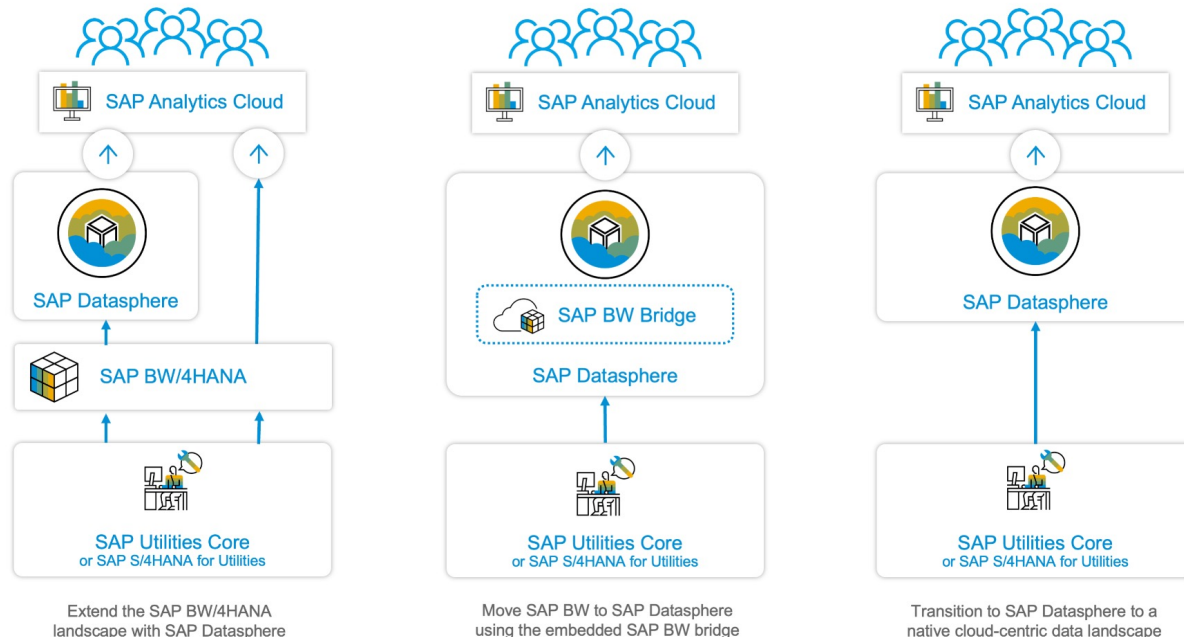 SAP Analytics Cloud
SAP Datasphere
SAP BW/4HANA
SAP Utilities Core
or SAP S/4HANA for Utilities
Extend the SAP BW/4HANA
landscape with SAP Datasphere
SAP Analytics Cloud
SAP BW Bridge
SAP Datasphere
SAP Utilities Core
or SAP S/4HANA for Utilities
Move SAP BW to SAP Datasphere
using the embedded SAP BW bridge
SAP Analytics Cloud
SAP Datasphere
SAP Utilities Core
or SAP S/4HANA for Utilities
Transition to SAP Datasphere to a
native cloud-centric data landscape